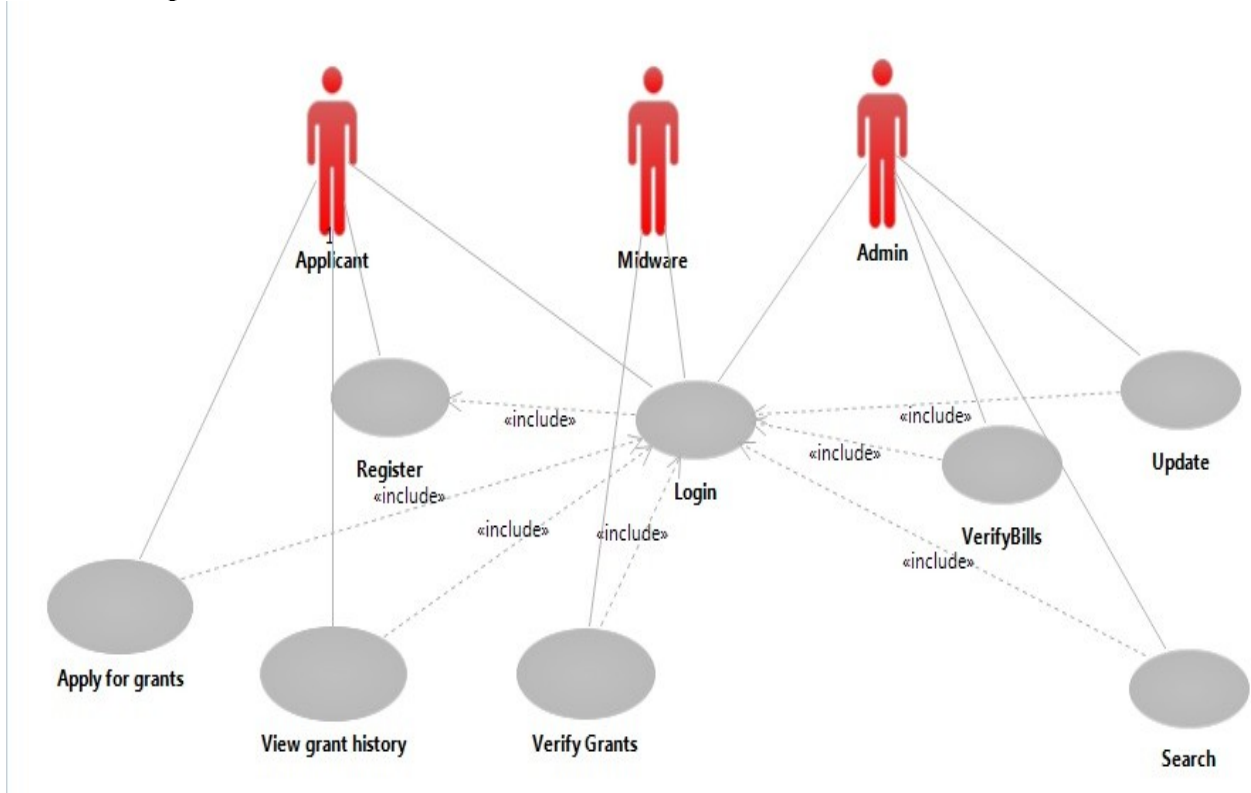 1
Applicant
Midware
Admin
Register
«include»
Login
«include»
Update
«include»
VerifyBills
«include»
«include»
«include»
«include»
Apply for grants
View grant history
Verify Grants
Search